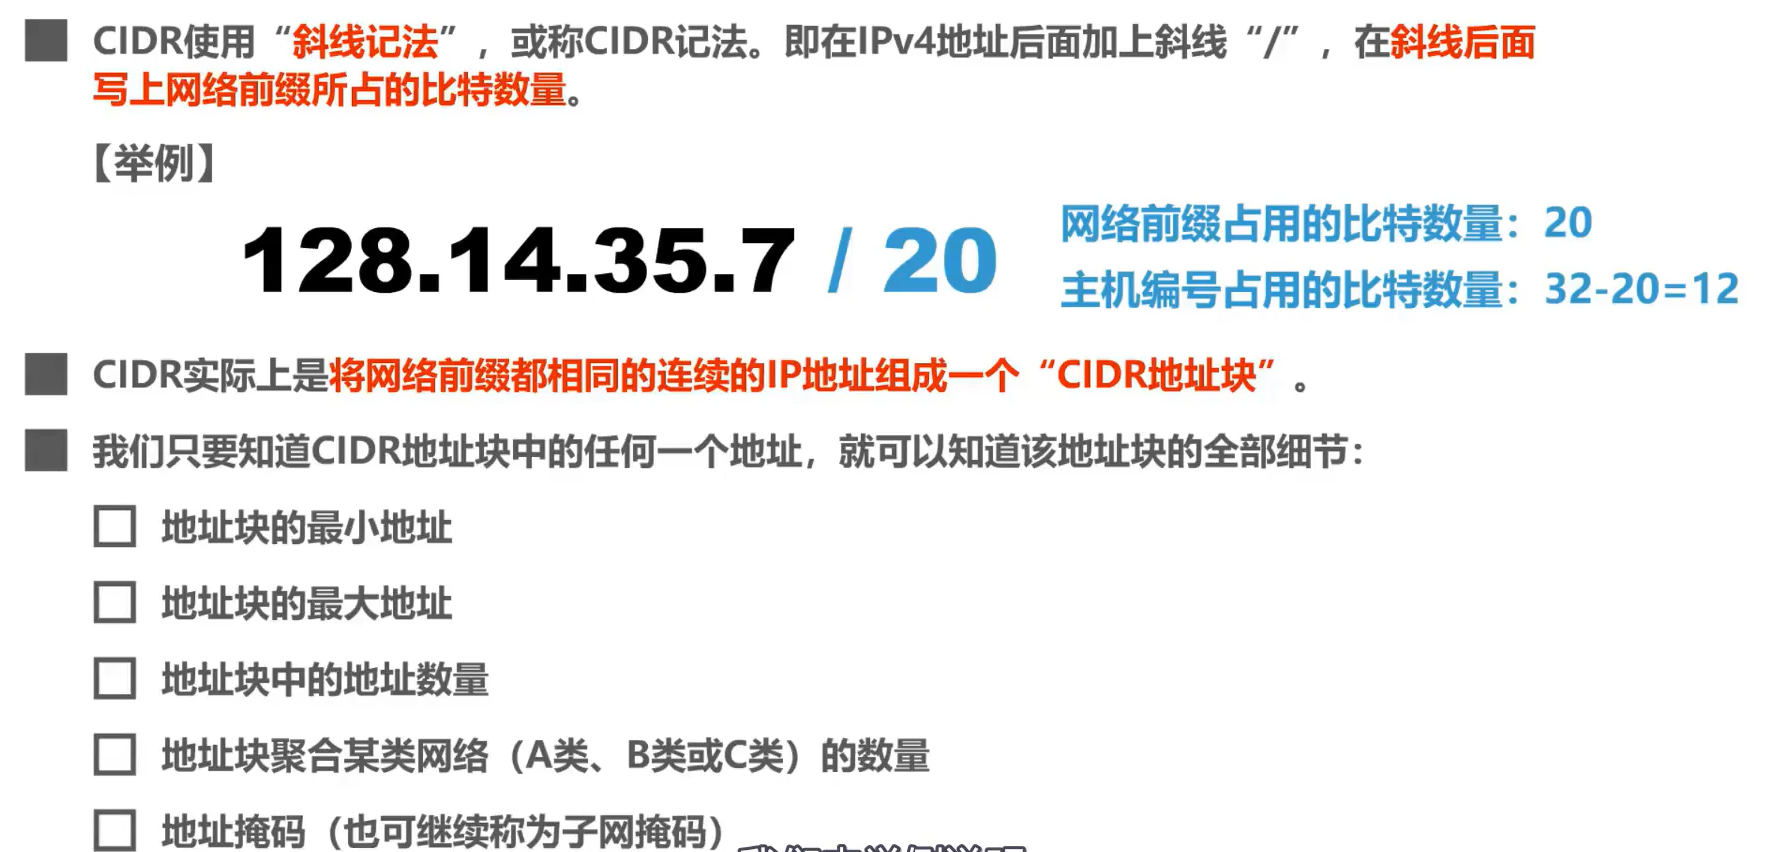 CIDR使用“斜线记法”，或称CIDR记法。即在IPv4地址后面加上斜线“/”，在斜线后面
写上网络前缀所占的比特数量。
【举例】
128.14.35.7 / 20
网络前缀占用的比特数量：20
主机编号占用的比特数量：32-20=12
CIDR实际上是将网络前缀都相同的连续的IP地址组成一个“CIDR地址块”。
我们只要知道CIDR地址块中的任何一个地址，就可以知道该地址块的全部细节：
地址块的最小地址
地址块的最大地址
地址块中的地址数量
地址块聚合某类网络（A类、B类或C类）的数量
地址掩码（也可继续称为子网掩码）